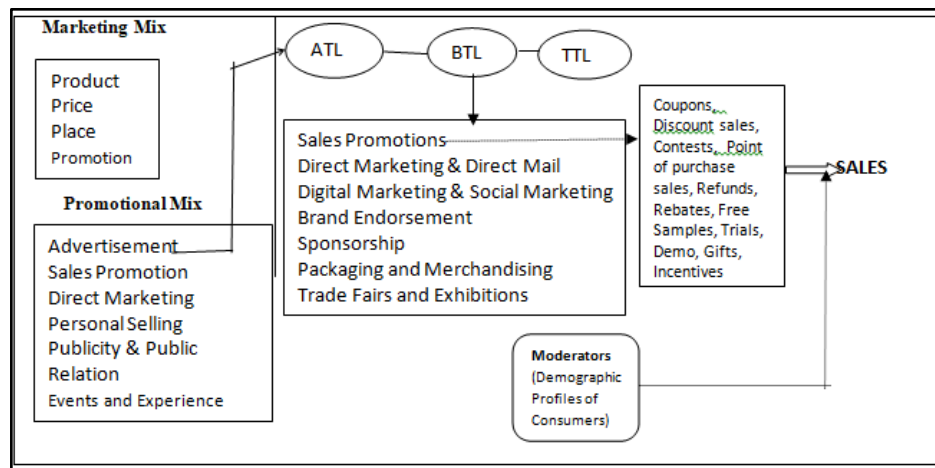 Marketing Mix
Product
Price
Place
Promotion
Promotional Mix
Advertisement
Sales Promotion
Direct Marketing
Personal Selling
Publicity & Public
Relation
Events and Experience
ATL
BTL
TTL
Sales Promotions
Direct Marketing & Direct Mail
Digital Marketing & Social Marketing
Brand Endorsement
Sponsorship
Packaging and Merchandising
Trade Fairs and Exhibitions
Coupons,
Discount sales,
Contests, Point
of purchase
sales, Refunds,
Rebates, Free
Samples, Trials,
Demo, Gifts,
Incentives
SALES
Moderators
(Demographic
Profiles of
Consumers)